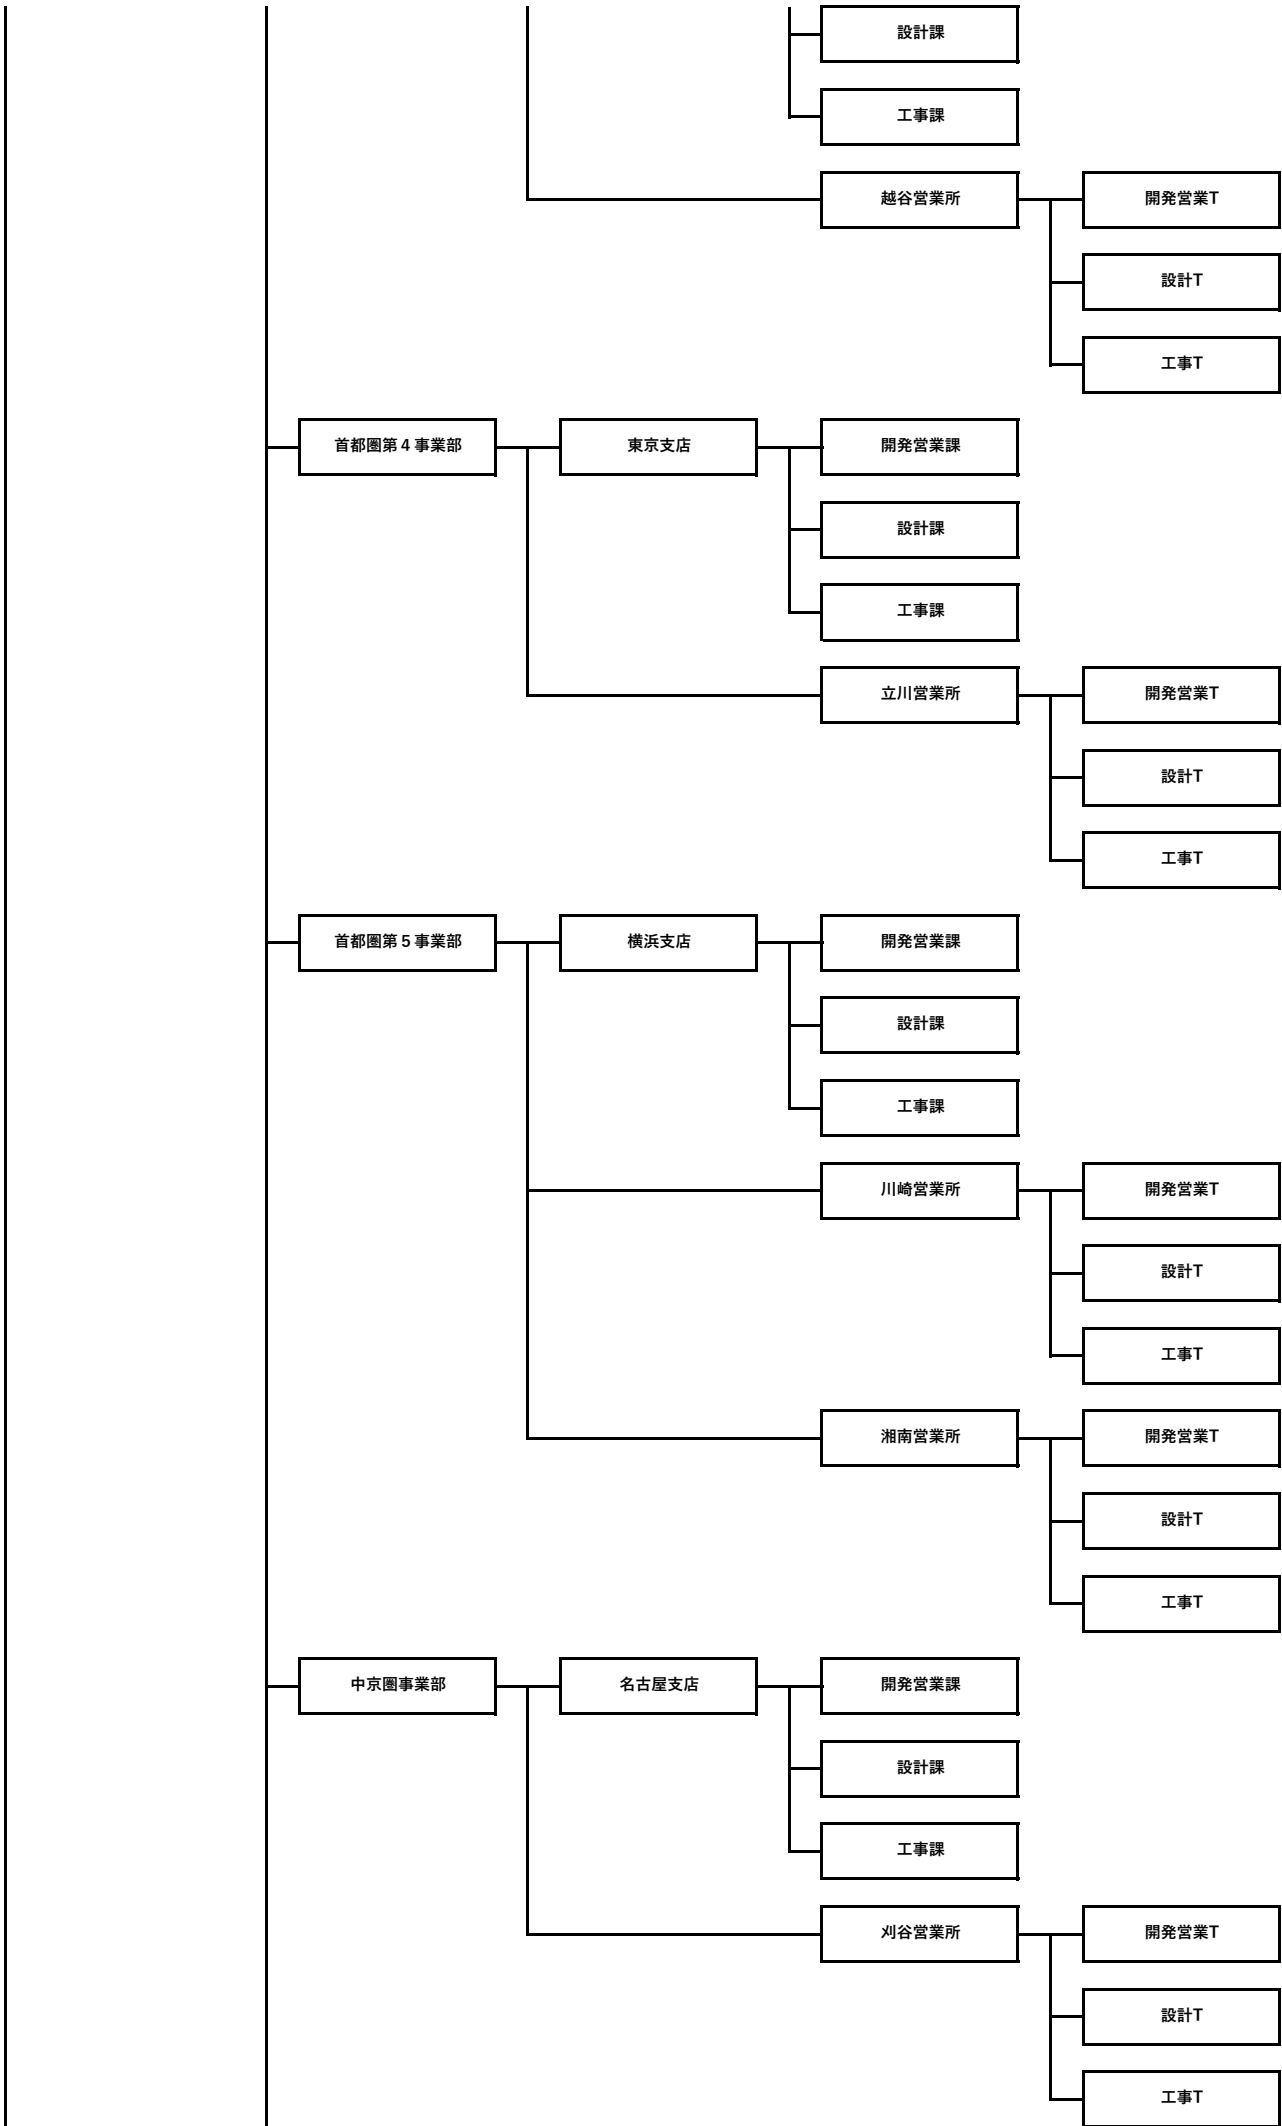 設計課
工事課
越谷営業所
開発営業T
設計T
工事T
首都圏第４事業部
東京支店
開発営業課
設計課
工事課
立川営業所
開発営業T
設計T
工事T
首都圏第５事業部
横浜支店
開発営業課
設計課
工事課
川崎営業所
開発営業T
設計T
工事T
湘南営業所
開発営業T
設計T
工事T
中京圏事業部
名古屋支店
開発営業課
設計課
工事課
刈谷営業所
開発営業T
設計T
工事T